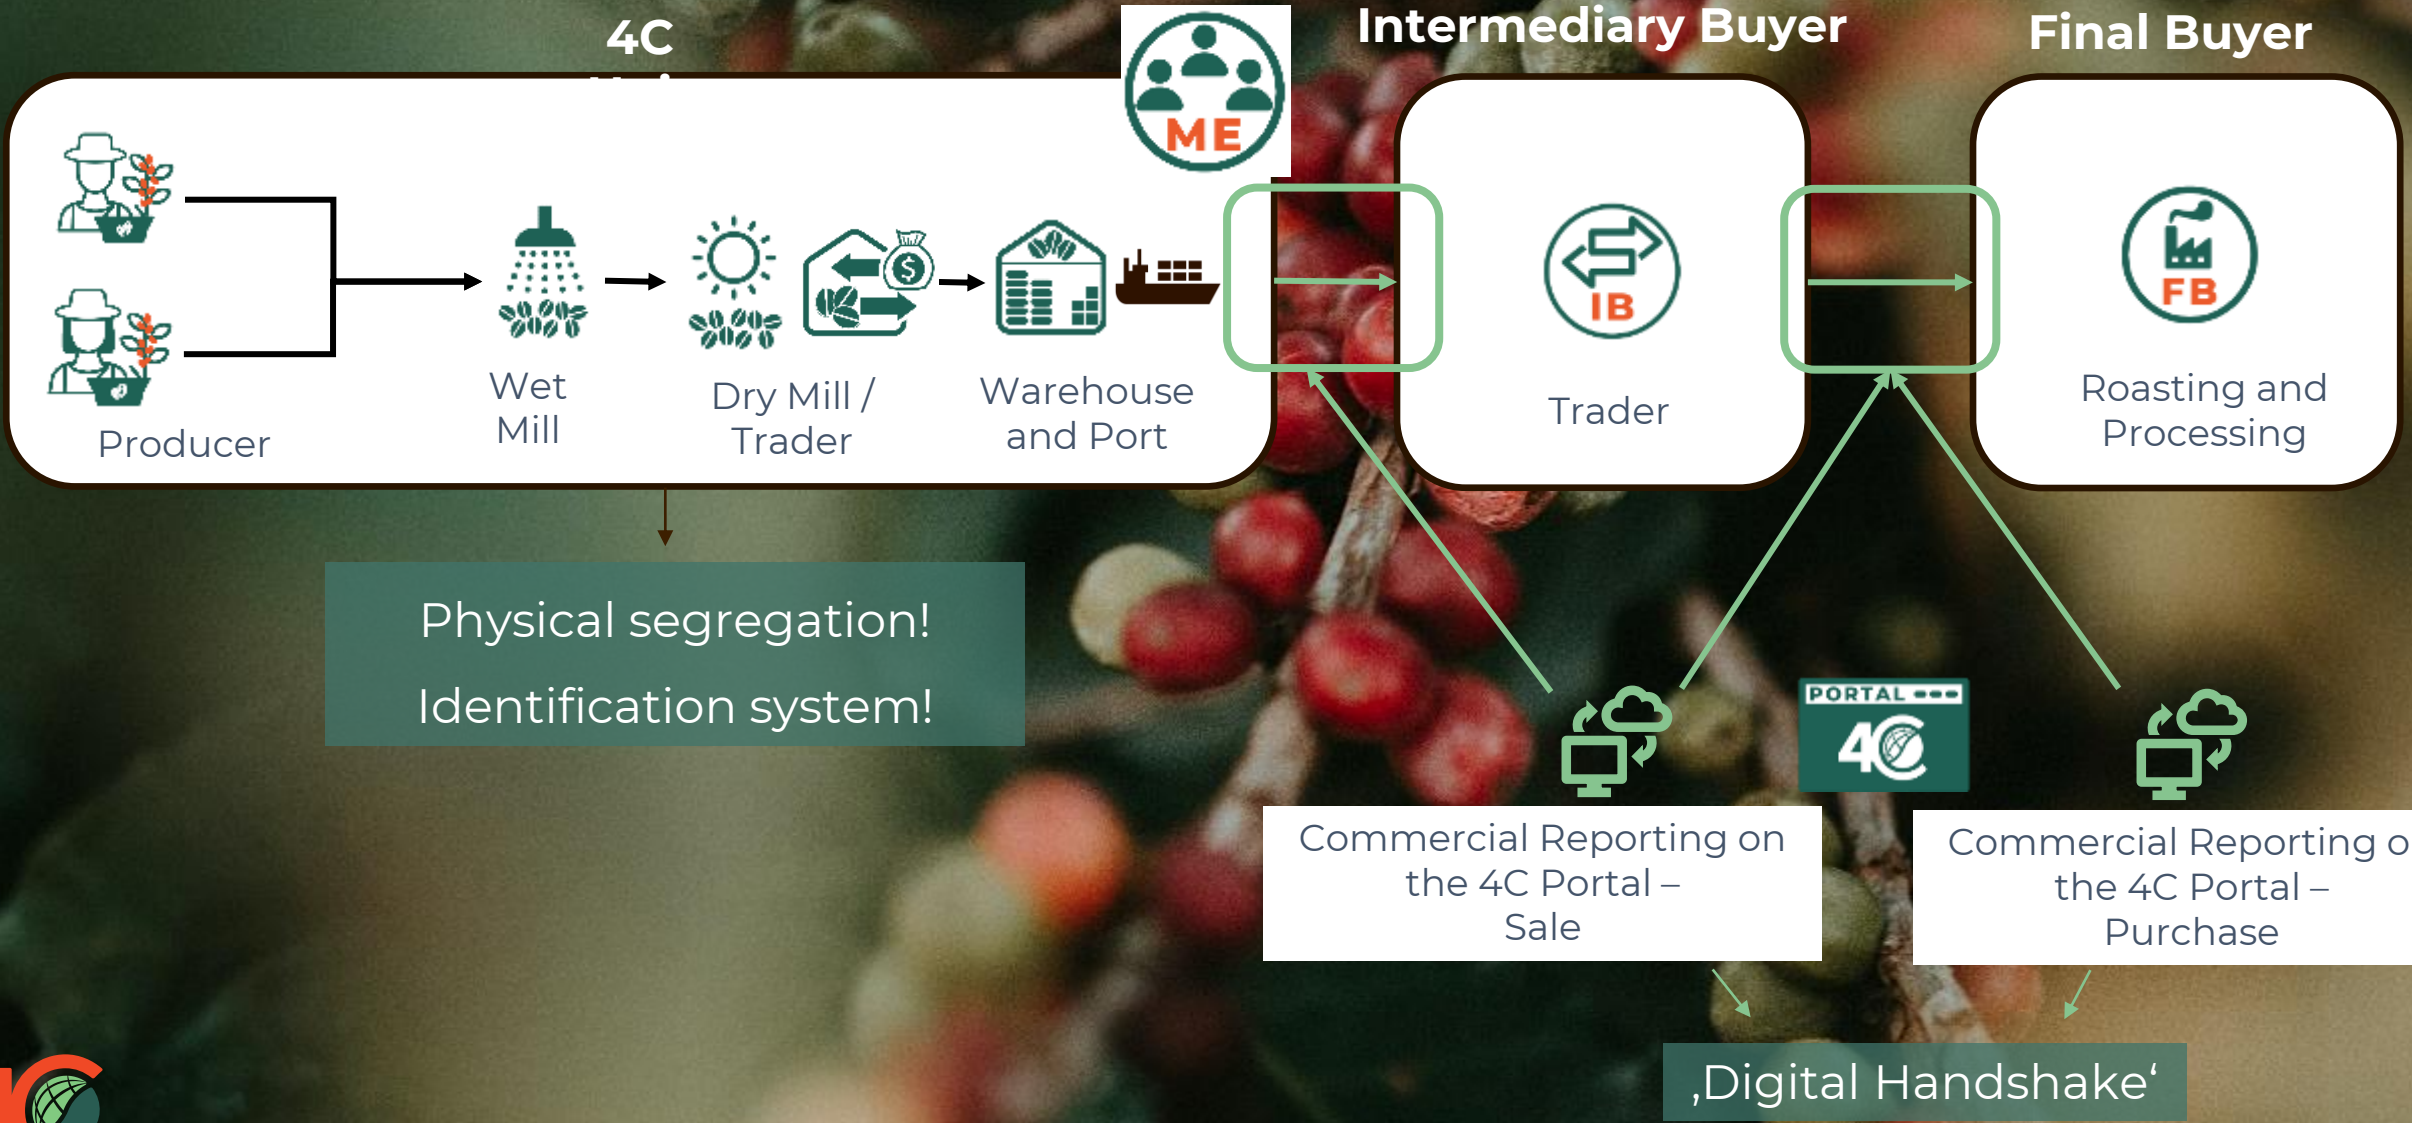 4C
Intermediary Buyer
Final Buyer
ME
IB
FB
Producer
Wet
Mill
Dry Mill /
Trader
Warehouse
and Port
Trader
Roasting and
Processing
Physical segregation!
Identification system!
PORTAL
4C
Commercial Reporting on
the 4C Portal –
Sale
Commercial Reporting o
the 4C Portal –
Purchase
‚Digital Handshake‘